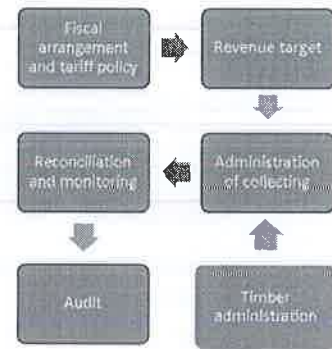 Fiscal
arrangement
and tariff policy
Revenue target
Reconciliation
and monitoring
Administration
of collecting
Audit
Timber
administration